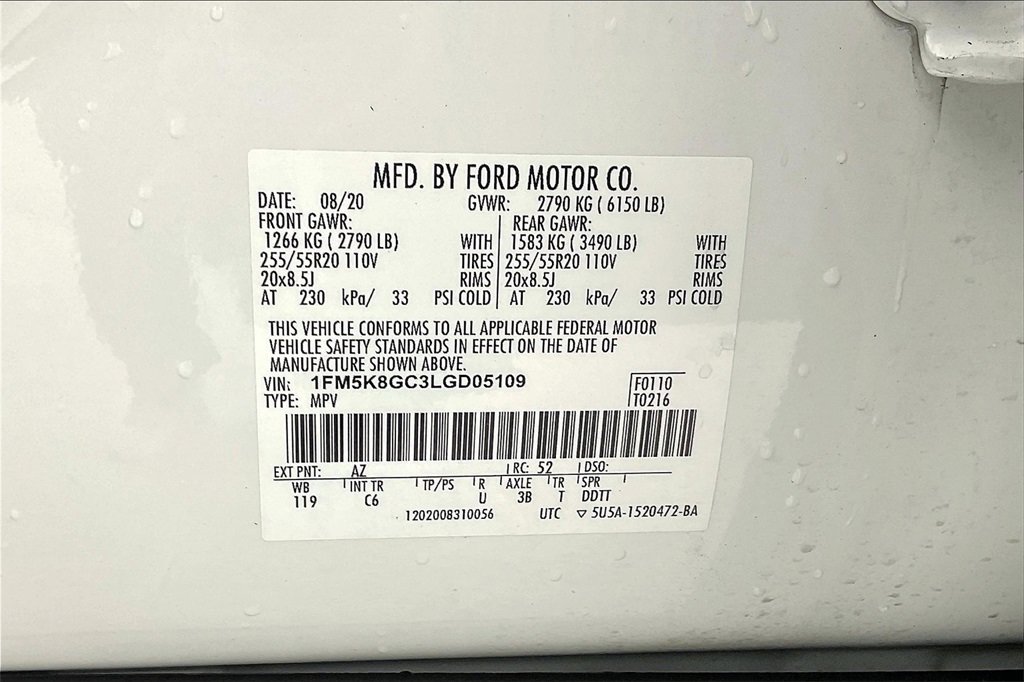 MFD. BY FORD MOTOR CO.
DATE: 08/20 GVWR: 2790 KG ( 6150 LB)
FRONT GAWR: REAR GAWR:
1266 KG ( 2790 LB) WITH 1583 KG ( 3490 LB) WITH
255/55R20 110V TIRES 255/55R20 110V TIRES
20x8.5J RIMS 20x8.5J RIMS
AT 230 kPa/ 33 PSI COLD AT 230 kPa/ 33 PSI COLD
THIS VEHICLE CONFORMS TO ALL APPLICABLE FEDERAL MOTOR
VEHICLE SAFETY STANDARDS IN EFFECT ON THE DATE OF
MANUFACTURE SHOWN ABOVE.
VIN: 1FM5K8GC3LGD05109 F0110
TYPE: MPV T0216
EXT PNT: AZ RC: 52 DSO:
WB INT TR TP/PS R AXLE TR SPR
119 C6 U 3B T DDTT
1202008310056 UTC ▽ 5U5A-1520472-BA